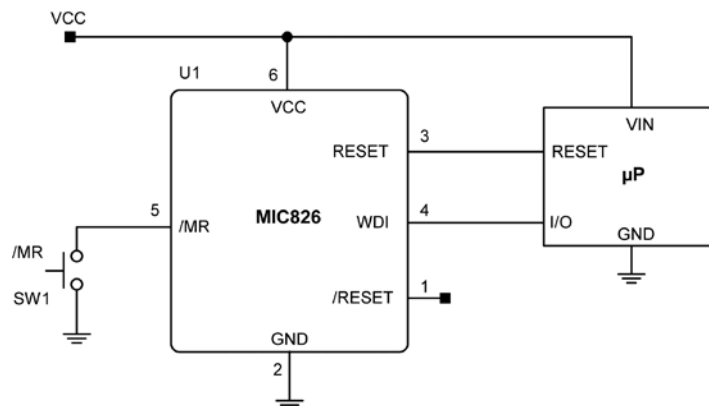 VCC
U1
6
VCC
VIN
RESET
3
RESET
µP
5
/MR
MIC826
WDI
4
I/O
/MR
GND
SW1
/RESET
1
GND
2